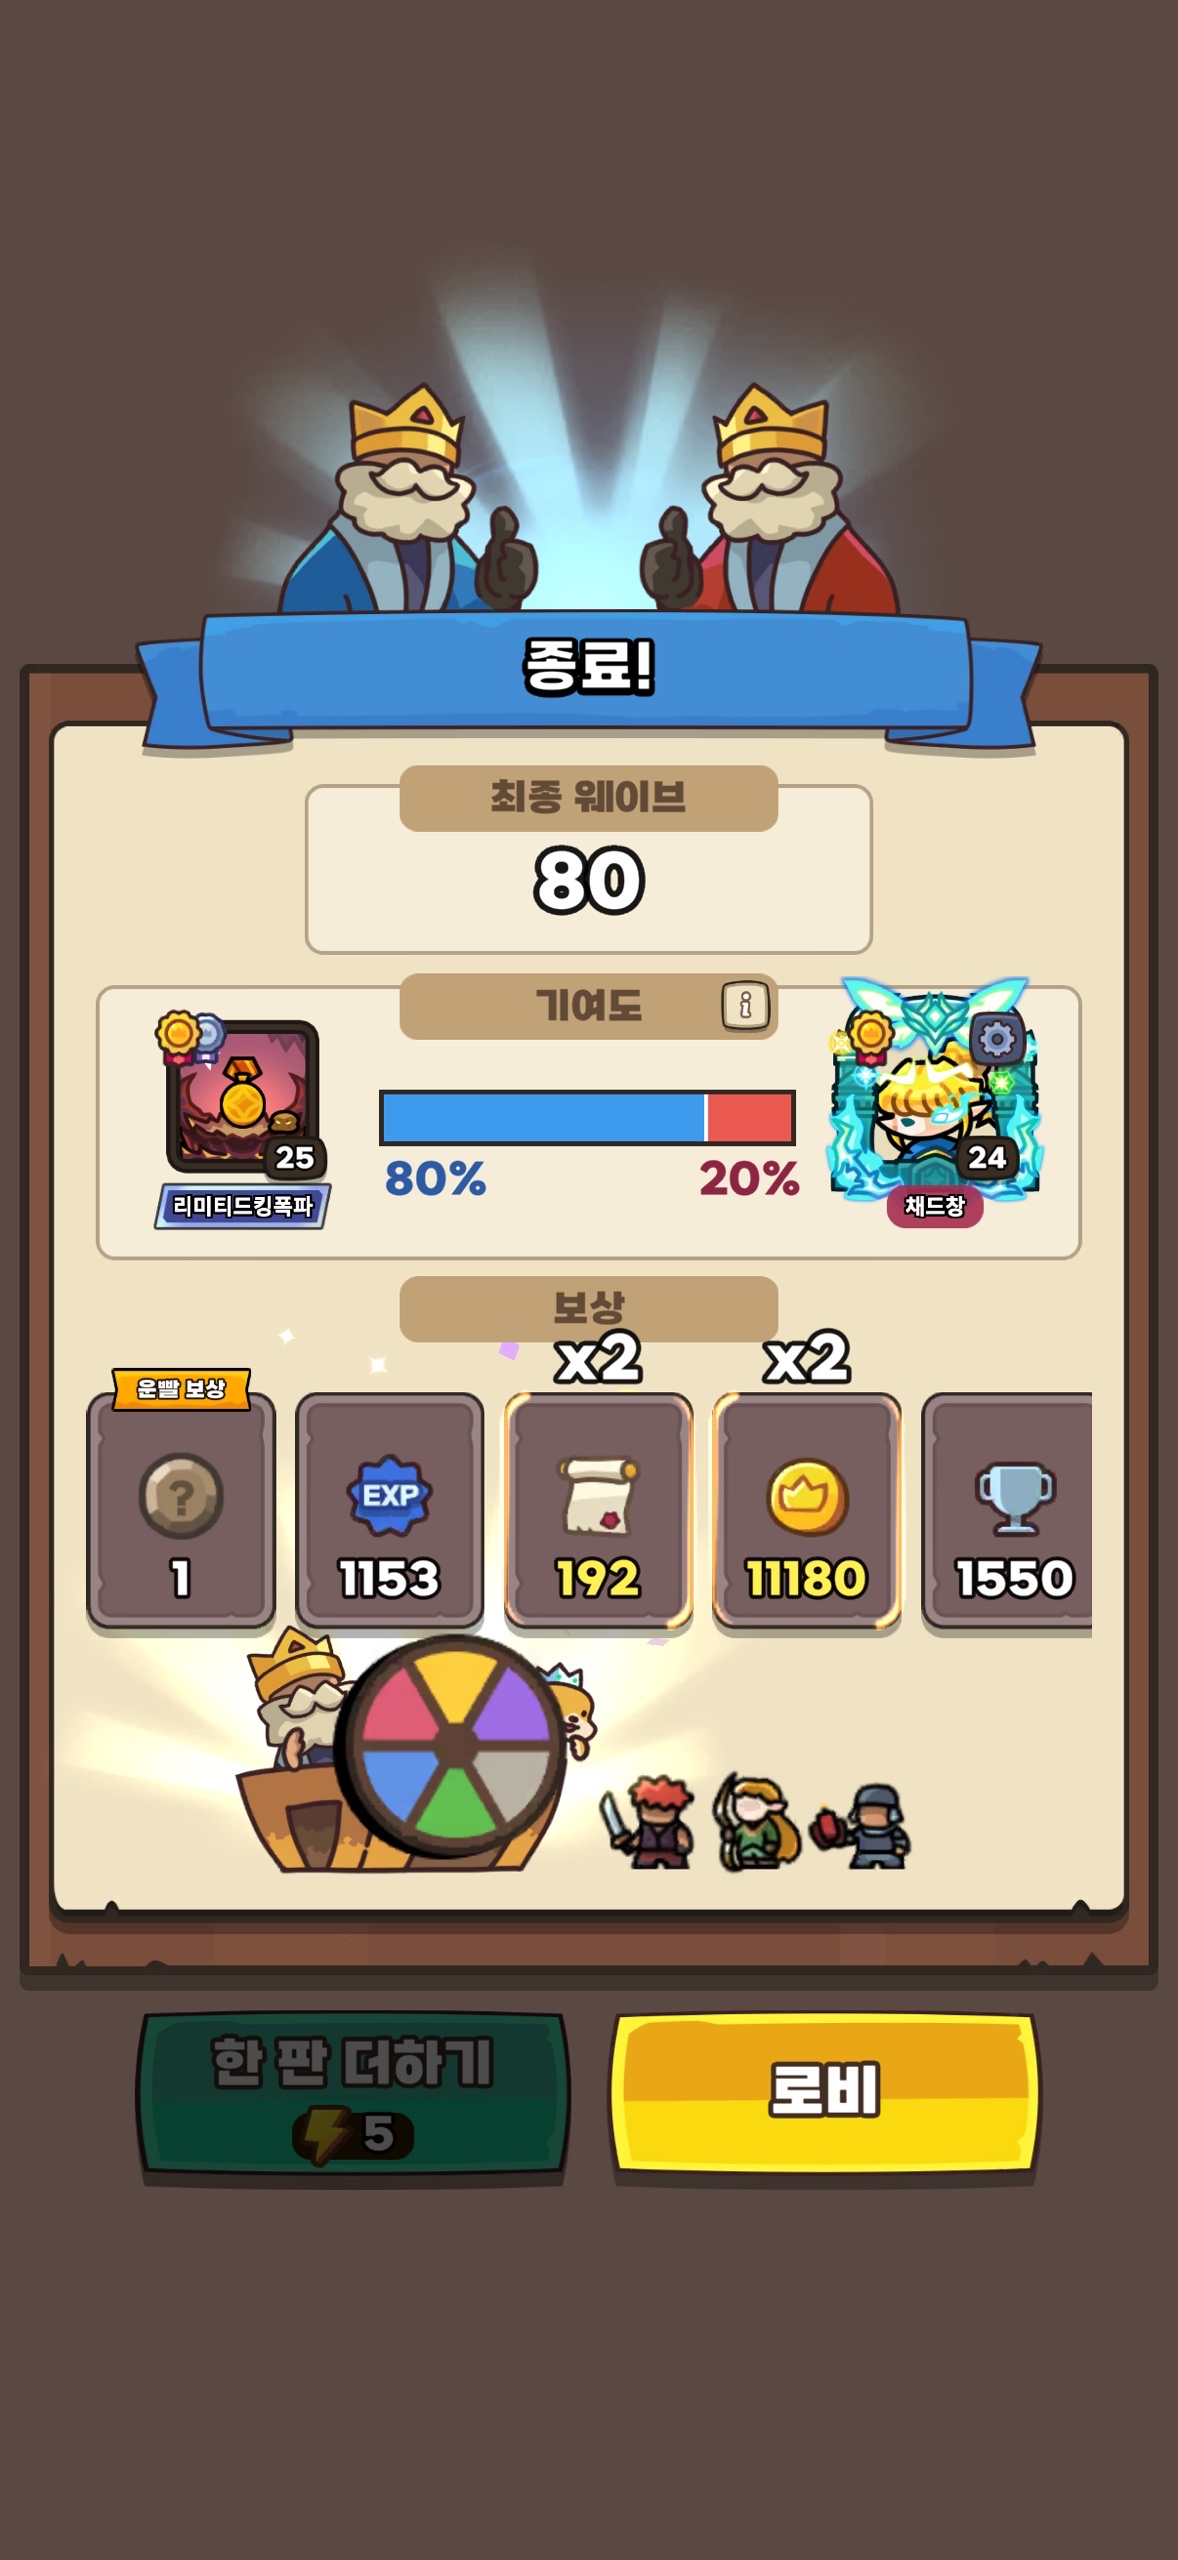 종료!
최종 웨이브
80
기여도
i
25
리미티드킹폭파
80%
20%
24
채드창
보상
x2
x2
운빨 보상
?
1
EXP
1153
192
11180
1550
한 판 더하기
5
로비